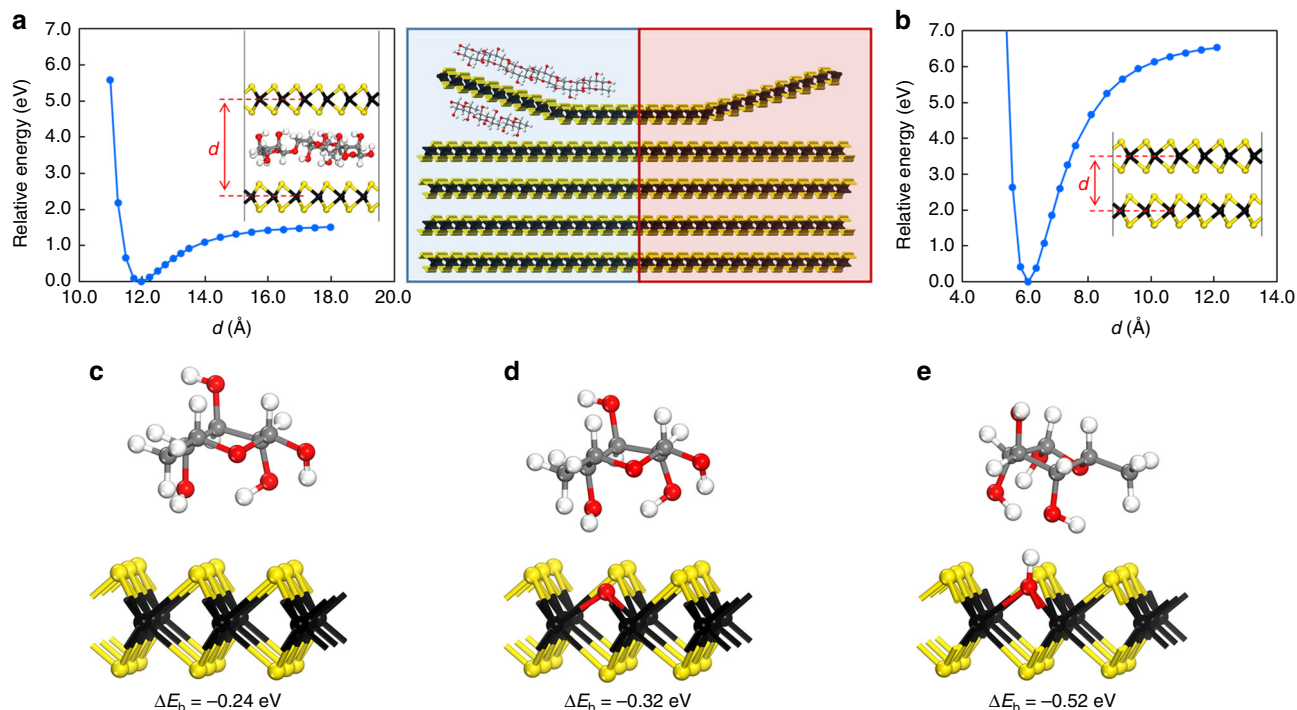 a
Relative energy (eV)
7.0
6.0
5.0
4.0
3.0
2.0
1.0
0.0
10.0 12.0 14.0 16.0 18.0 20.0
d (Å)
d
b
Relative energy (eV)
7.0
6.0
5.0
4.0
3.0
2.0
1.0
0.0
4.0 6.0 8.0 10.0 12.0 14.0
d (Å)
d
c
ΔE_b = –0.24 eV
d
ΔE_b = –0.32 eV
e
ΔE_b = –0.52 eV